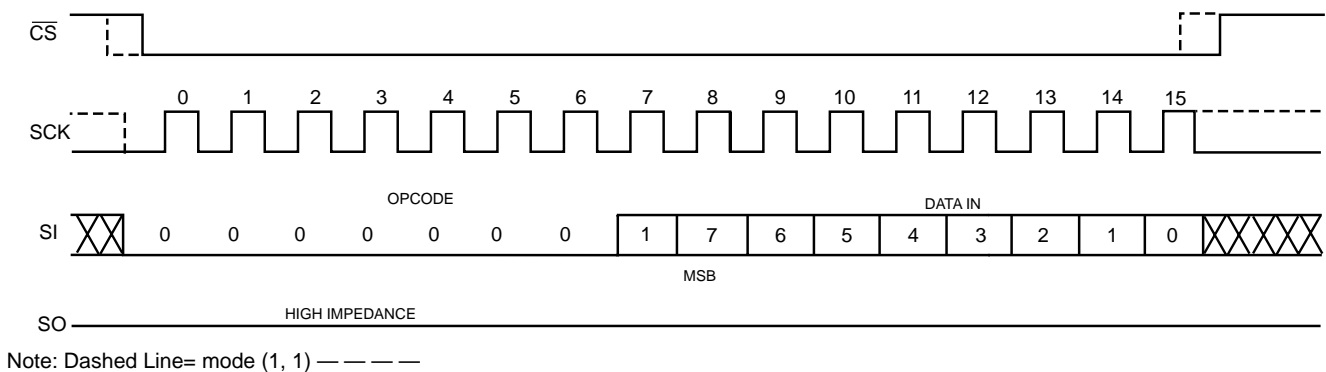 CS
0 1 2 3 4 5 6 7 8 9 10 11 12 13 14 15
SCK
OPCODE DATA IN
SI 0 0 0 0 0 0 0 1 7 6 5 4 3 2 1 0
MSB
HIGH IMPEDANCE
SO
Note: Dashed Line= mode (1, 1) — — — —